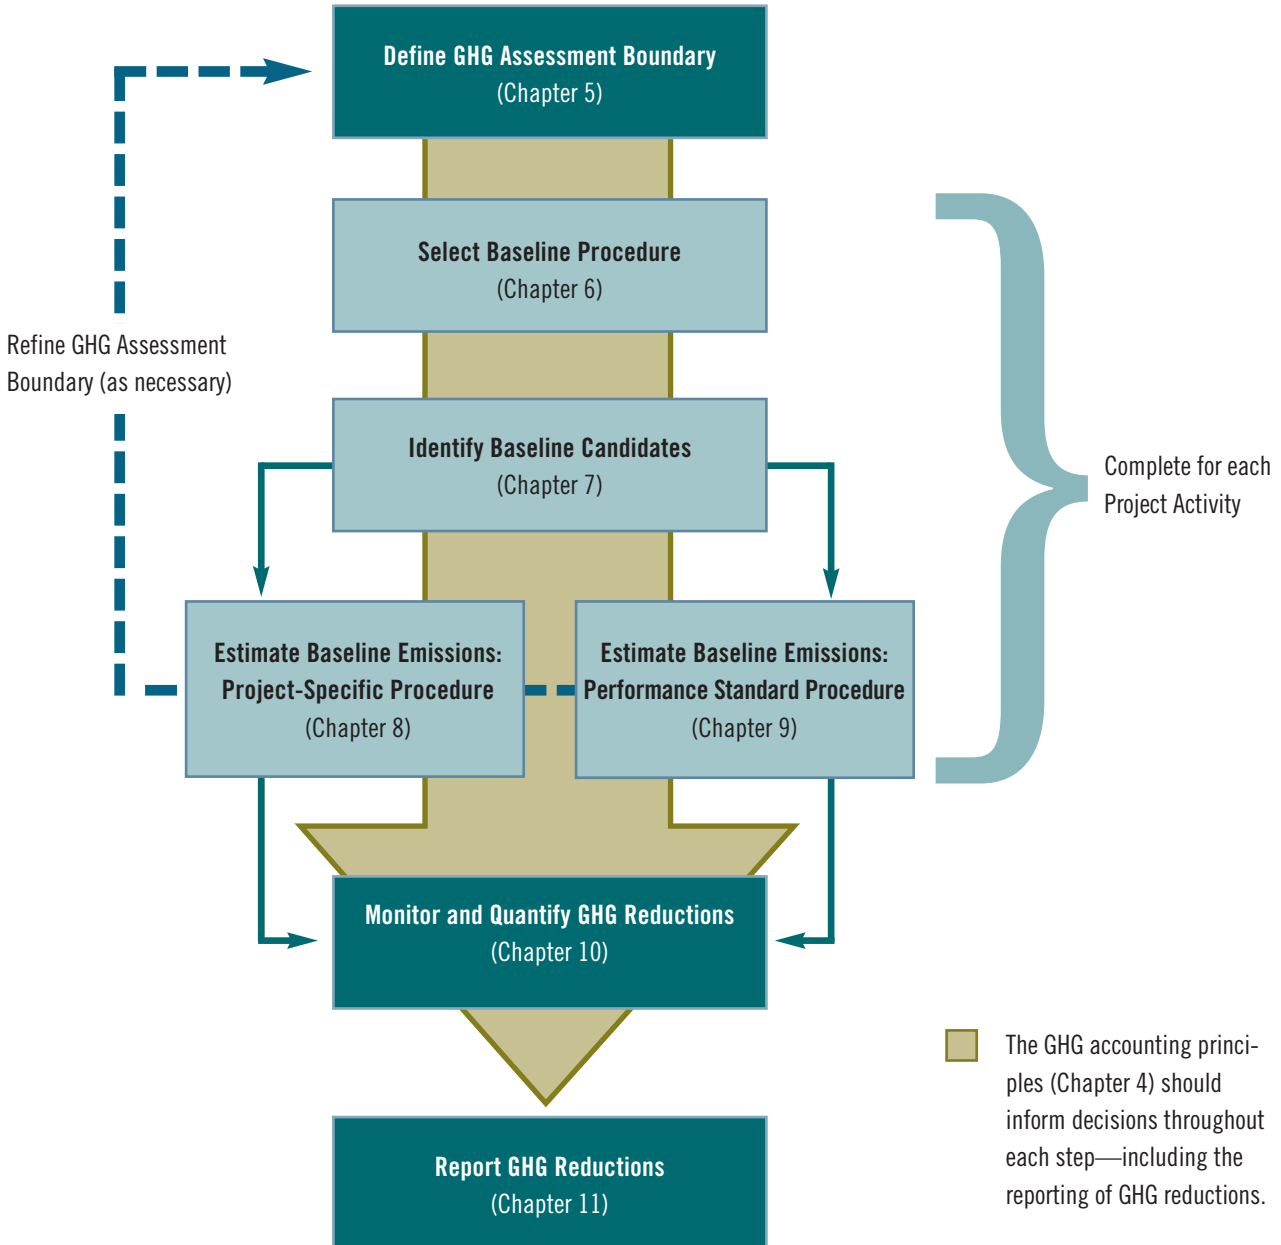 Define GHG Assessment Boundary
(Chapter 5)
Select Baseline Procedure
(Chapter 6)
Refine GHG Assessment
Boundary (as necessary)
Identify Baseline Candidates
(Chapter 7)
Complete for each
Project Activity
Estimate Baseline Emissions:
Project-Specific Procedure
(Chapter 8)
Estimate Baseline Emissions:
Performance Standard Procedure
(Chapter 9)
Monitor and Quantify GHG Reductions
(Chapter 10)
The GHG accounting princi-
ples (Chapter 4) should
inform decisions throughout
each step—including the
reporting of GHG reductions.
Report GHG Reductions
(Chapter 11)